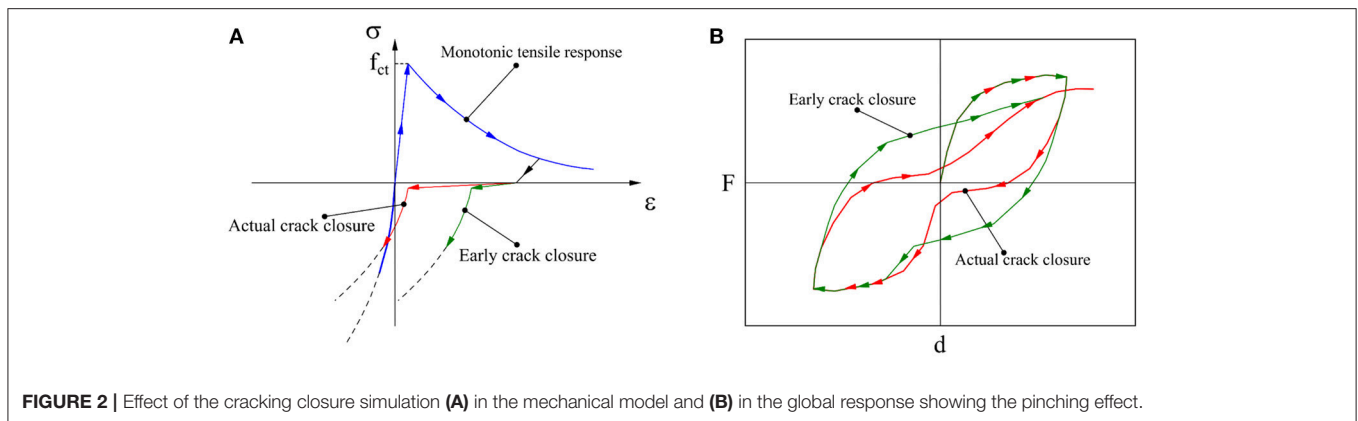 A
σ
f_ct
Monotonic tensile response
Actual crack closure
ε
Early crack closure
B
Early crack closure
F
Actual crack closure
d
FIGURE 2 | Effect of the cracking closure simulation (A) in the mechanical model and (B) in the global response showing the pinching effect.